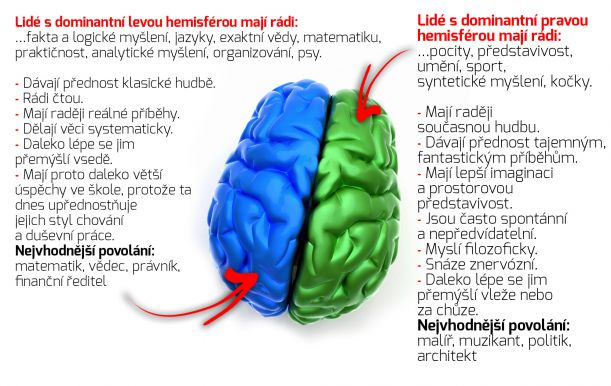 Lidé s dominantní levou hemisférou mají rádi:
...fakta a logické myšlení, jazyky, exaktní vědy, matematiku,
praktičnost, analytické myšlení, organizování, psy.
- Dávají přednost klasické hudbě.
- Rádi čtou.
- Mají raději reálné příběhy.
- Dělají věci systematicky.
- Daleko lépe se jim
přemýšlí vsedě.
- Mají proto daleko větší
úspěchy ve škole, protože ta
dnes upřednostňuje
jejich styl chování
a duševní práce.
Nejvhodnější povolání:
matematik, vědec, právník,
finanční ředitel
Lidé s dominantní pravou
hemisférou mají rádi:
...pocity, představivost,
umění, sport,
syntetické myšlení, kočky.
- Mají raději
současnou hudbu.
- Dávají přednost tajemným,
fantastickým příběhům.
- Mají lepší imaginaci
a prostorovou
představivost.
- Jsou často spontánní
a nepředvídatelní.
- Myslí filozoficky.
- Snáze znervózní.
- Daleko lépe se jim
přemýšlí vleže nebo
za chůze.
Nejvhodnější povolání:
malíř, muzikant, politik,
architekt